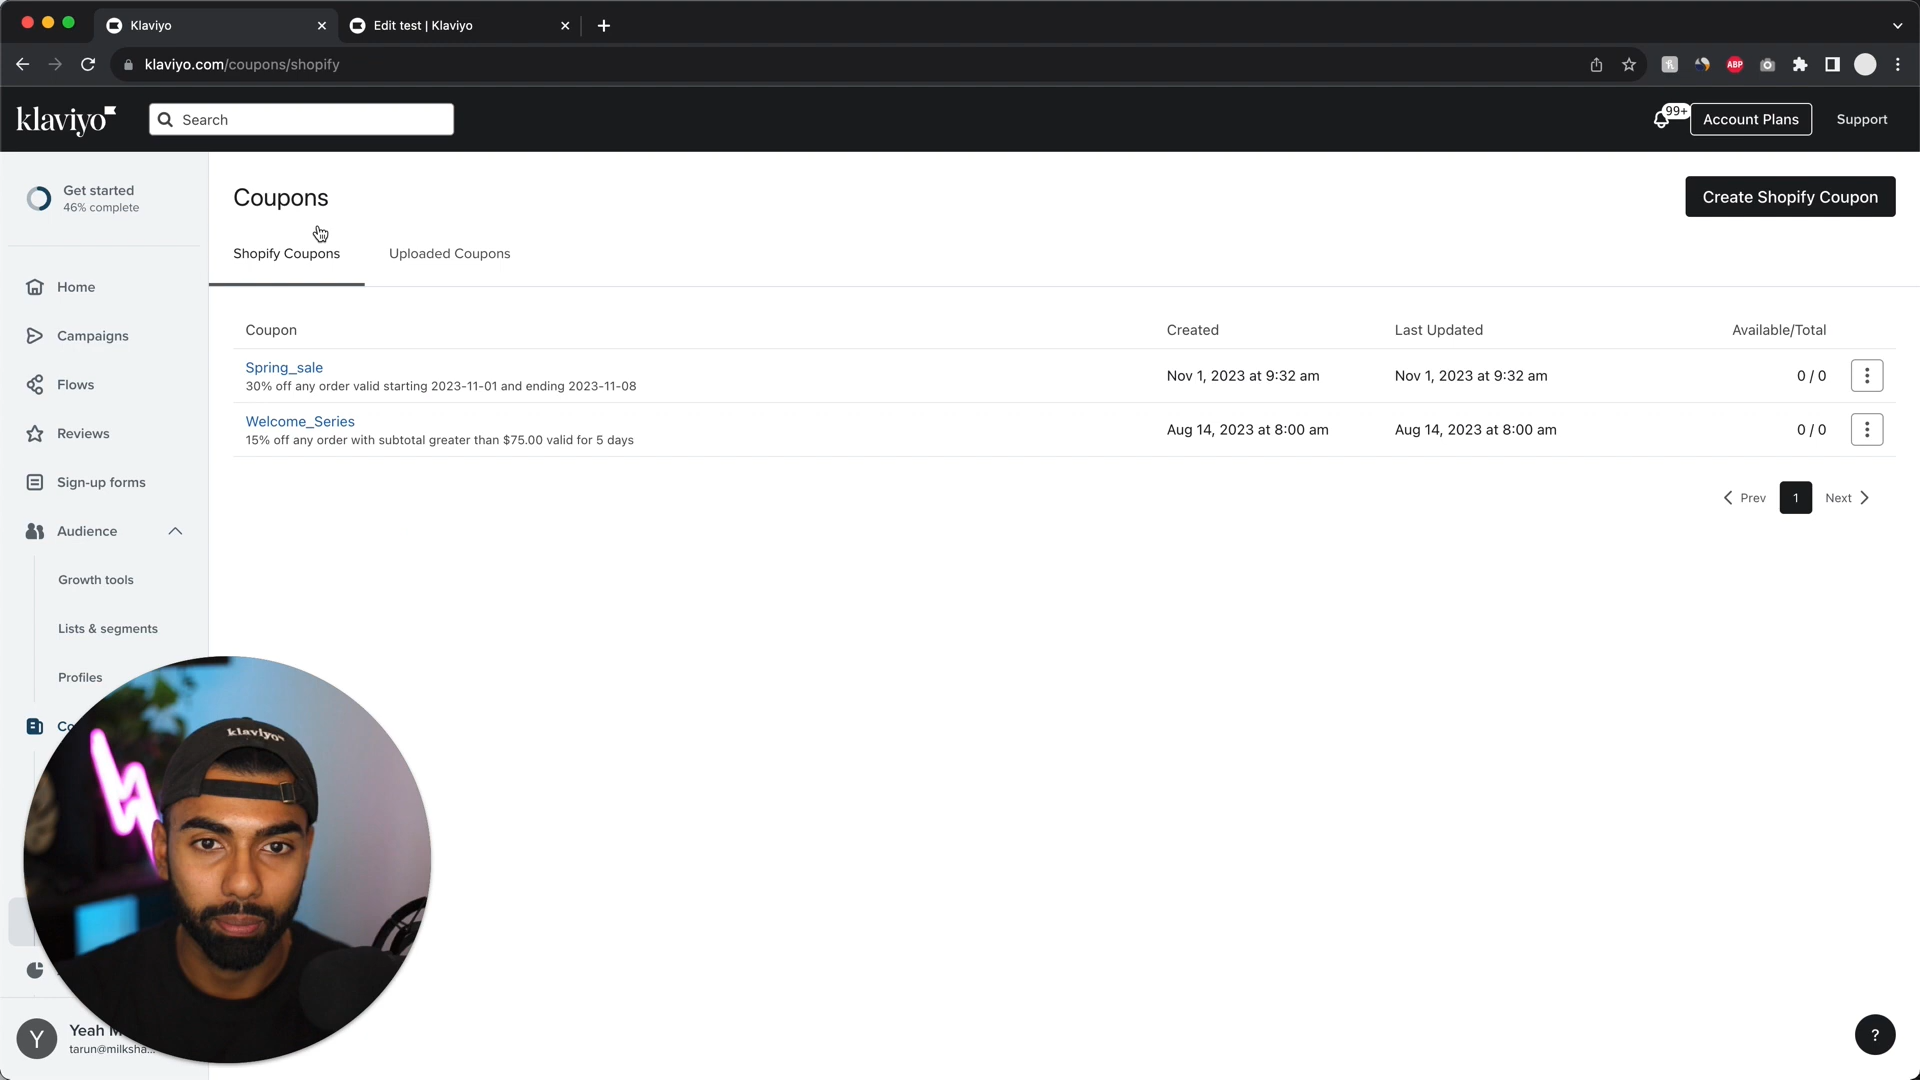 Klaviyo
Edit test | Klaviyo
klaviyo.com/coupons/shopify
ABP
klaviyo
Search
99+
Account Plans
Support
Get started
46% complete
Coupons
Create Shopify Coupon
Shopify Coupons
Uploaded Coupons
Home
Campaigns
Flows
Reviews
Sign-up forms
Audience
Growth tools
Lists & segments
Profiles
Coupon
Created
Last Updated
Available/Total
Spring_sale
30% off any order valid starting 2023-11-01 and ending 2023-11-08
Nov 1, 2023 at 9:32 am
Nov 1, 2023 at 9:32 am
0 / 0
Welcome_Series
15% off any order with subtotal greater than $75.00 valid for 5 days
Aug 14, 2023 at 8:00 am
Aug 14, 2023 at 8:00 am
0 / 0
Prev
1
Next
klaviyo
Y
Yeah
tarun@milksha...
?